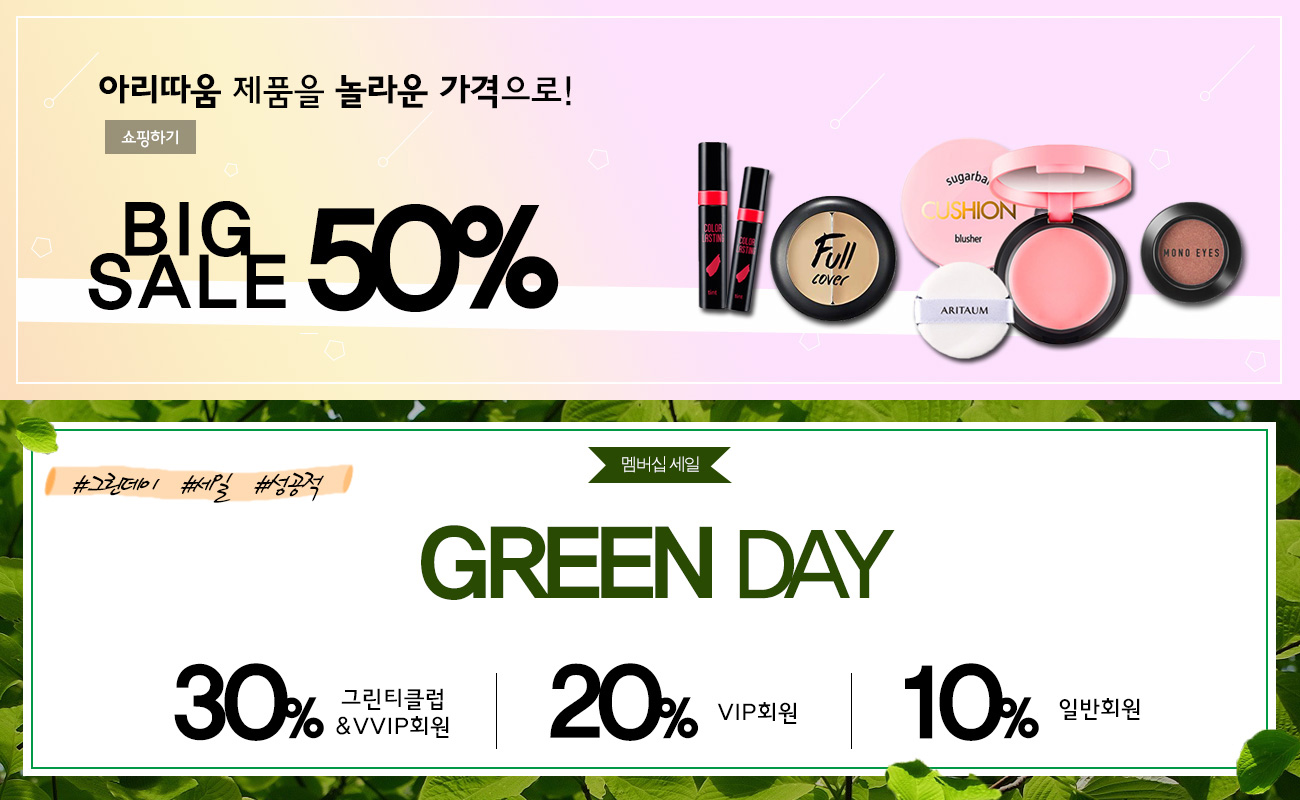 아리따움 제품을 놀라운 가격으로!
쇼핑하기
BIG
SALE 50%
COLOR
LASTING
COLOR
LASTING
Full
cover
sugarbal
CUSHION
blusher
ARITAUM
MONO EYES
멤버십 세일
#그린데이 #세일 #성공적
GREEN DAY
30% 그린티클럽
&VVIP회원
20% VIP회원
10% 일반회원